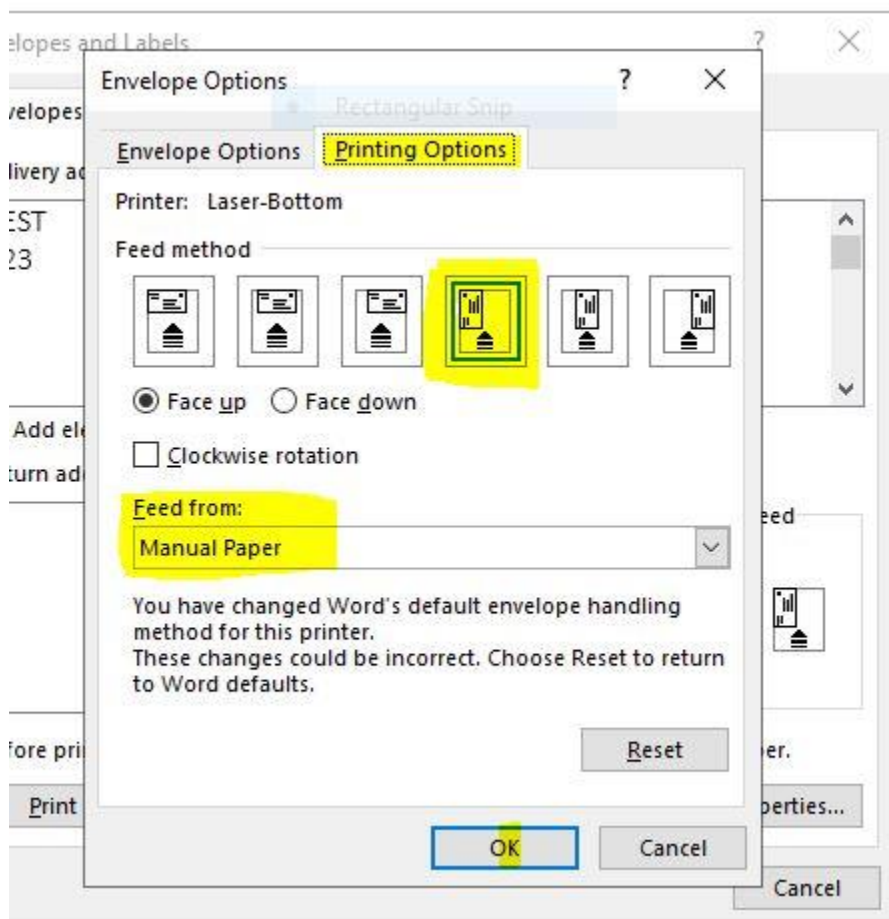 elopes and Labels ?
Envelope Options ?
Rectangular Snip
velopes
Envelope Options Printing Options
livery ad
Printer: Laser-Bottom
EST
23
Feed method
Face up Face down
Add ele
Clockwise rotation
turn ad
Feed from:
eed
Manual Paper
You have changed Word's default envelope handling
method for this printer.
These changes could be incorrect. Choose Reset to return
to Word defaults.
Reset
fore pri
er.
Print
perties...
OK Cancel
Cancel